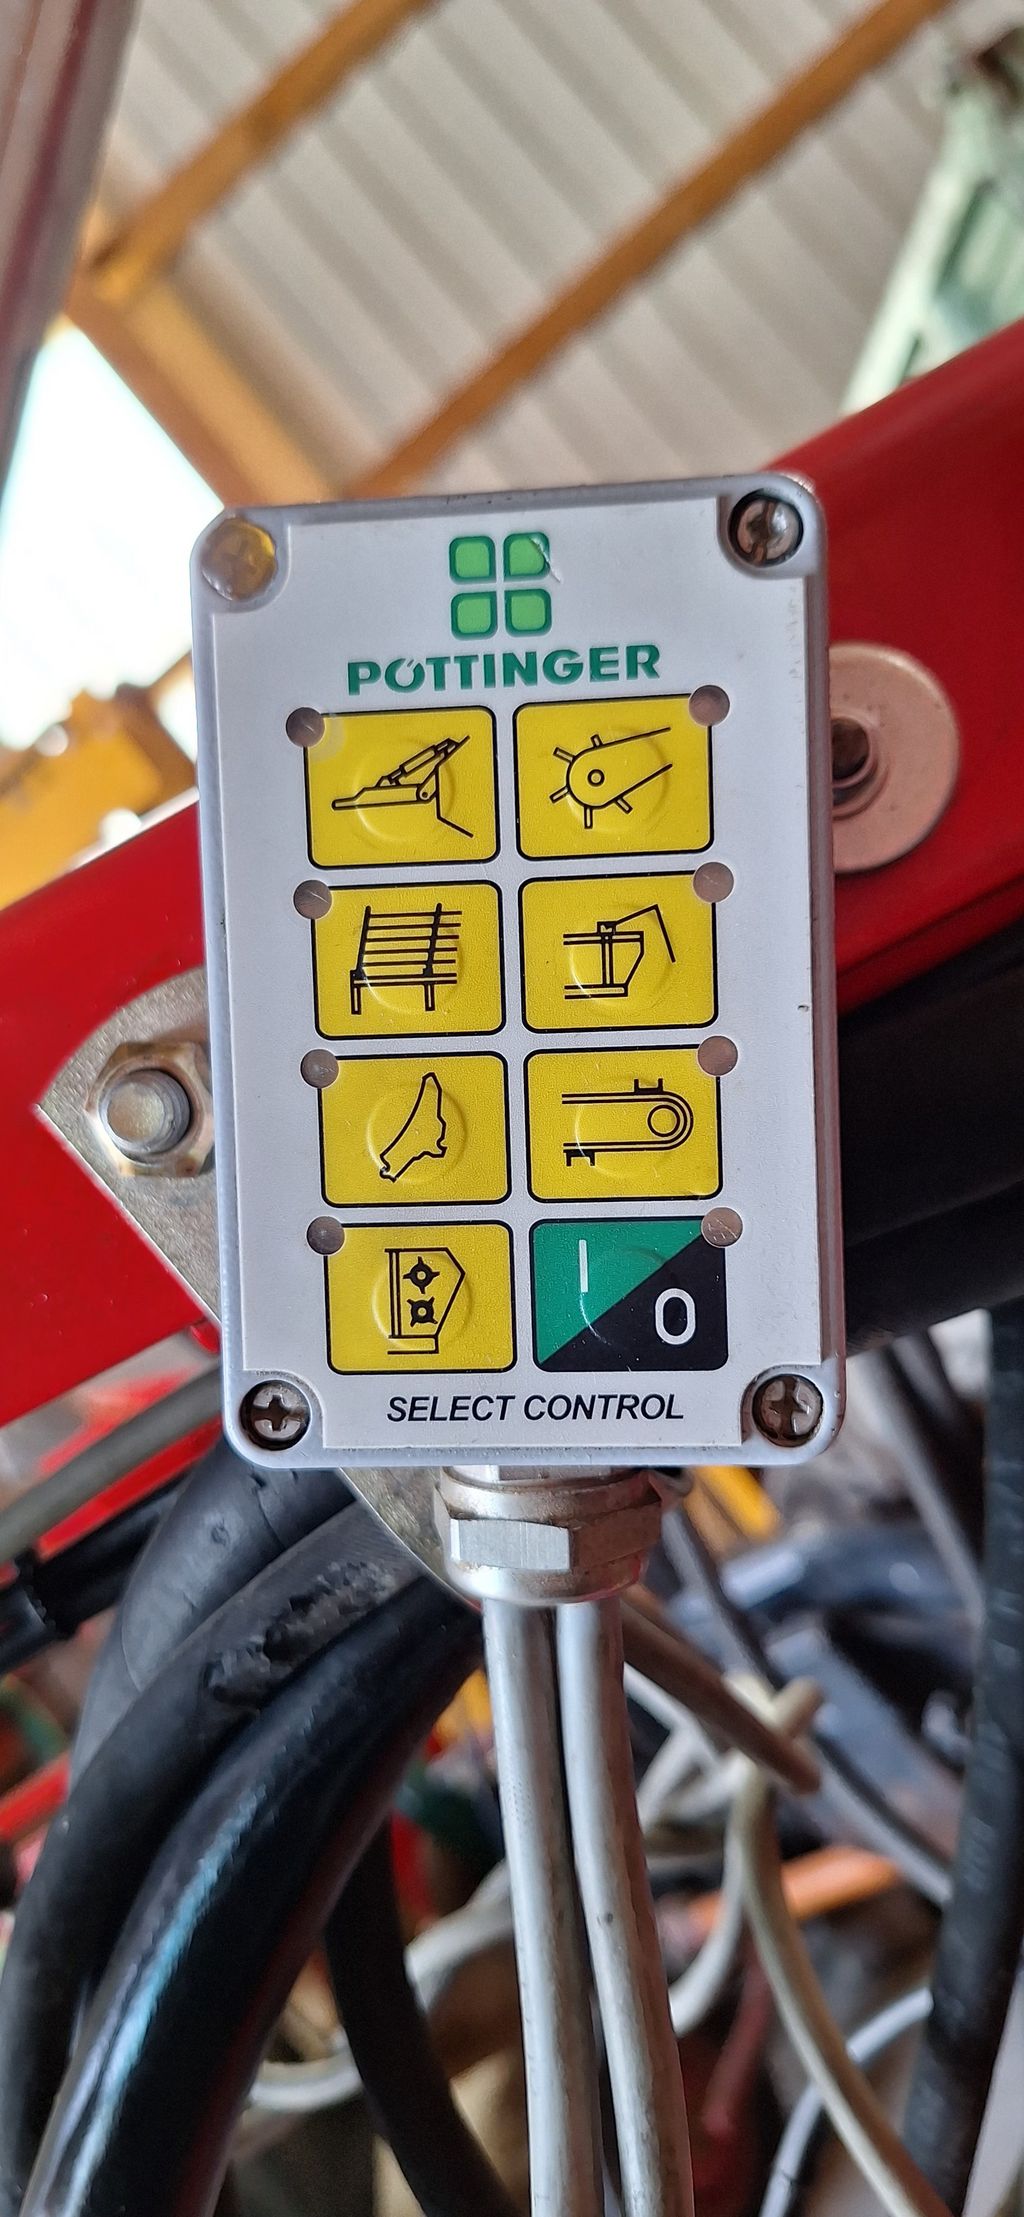 PÖTTINGER
I
0
SELECT CONTROL